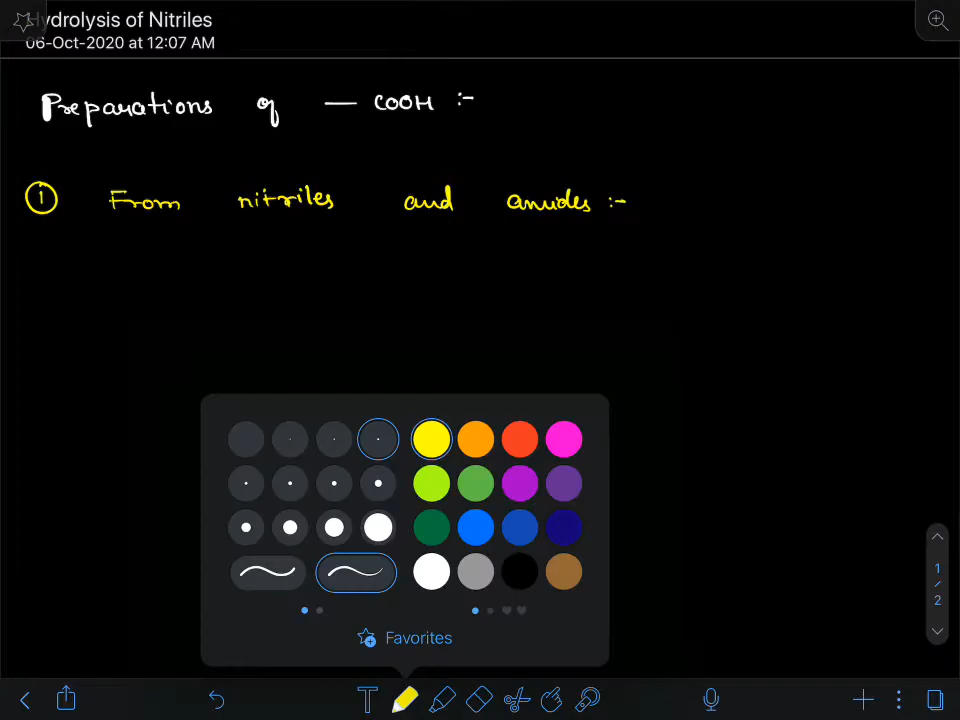 Hydrolysis of Nitriles
06-Oct-2020 at 12:07 AM
Preparations of — COOH :-
① From nitriles and amides :-
Favorites
1
/
2
T